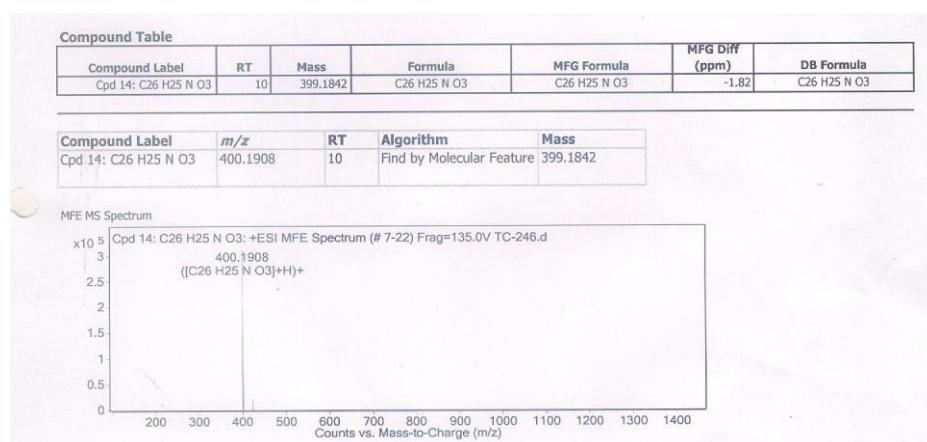 Compound Table
Compound Label RT Mass Formula MFG Formula MFG Diff (ppm) DB Formula
Cpd 14: C26 H25 N O3 10 399.1842 C26 H25 N O3 C26 H25 N O3 -1.82 C26 H25 N O3
Compound Label m/z RT Algorithm Mass
Cpd 14: C26 H25 N O3 400.1908 10 Find by Molecular Feature 399.1842
MFE MS Spectrum
x10 5 Cpd 14: C26 H25 N O3: +ESI MFE Spectrum (# 7-22) Frag=135.0V TC-246.d
3
400.1908
([C26 H25 N O3]+H)+
2.5
2
1.5
1
0.5
0
200 300 400 500 600 700 800 900 1000 1100 1200 1300 1400
Counts vs. Mass-to-Charge (m/z)